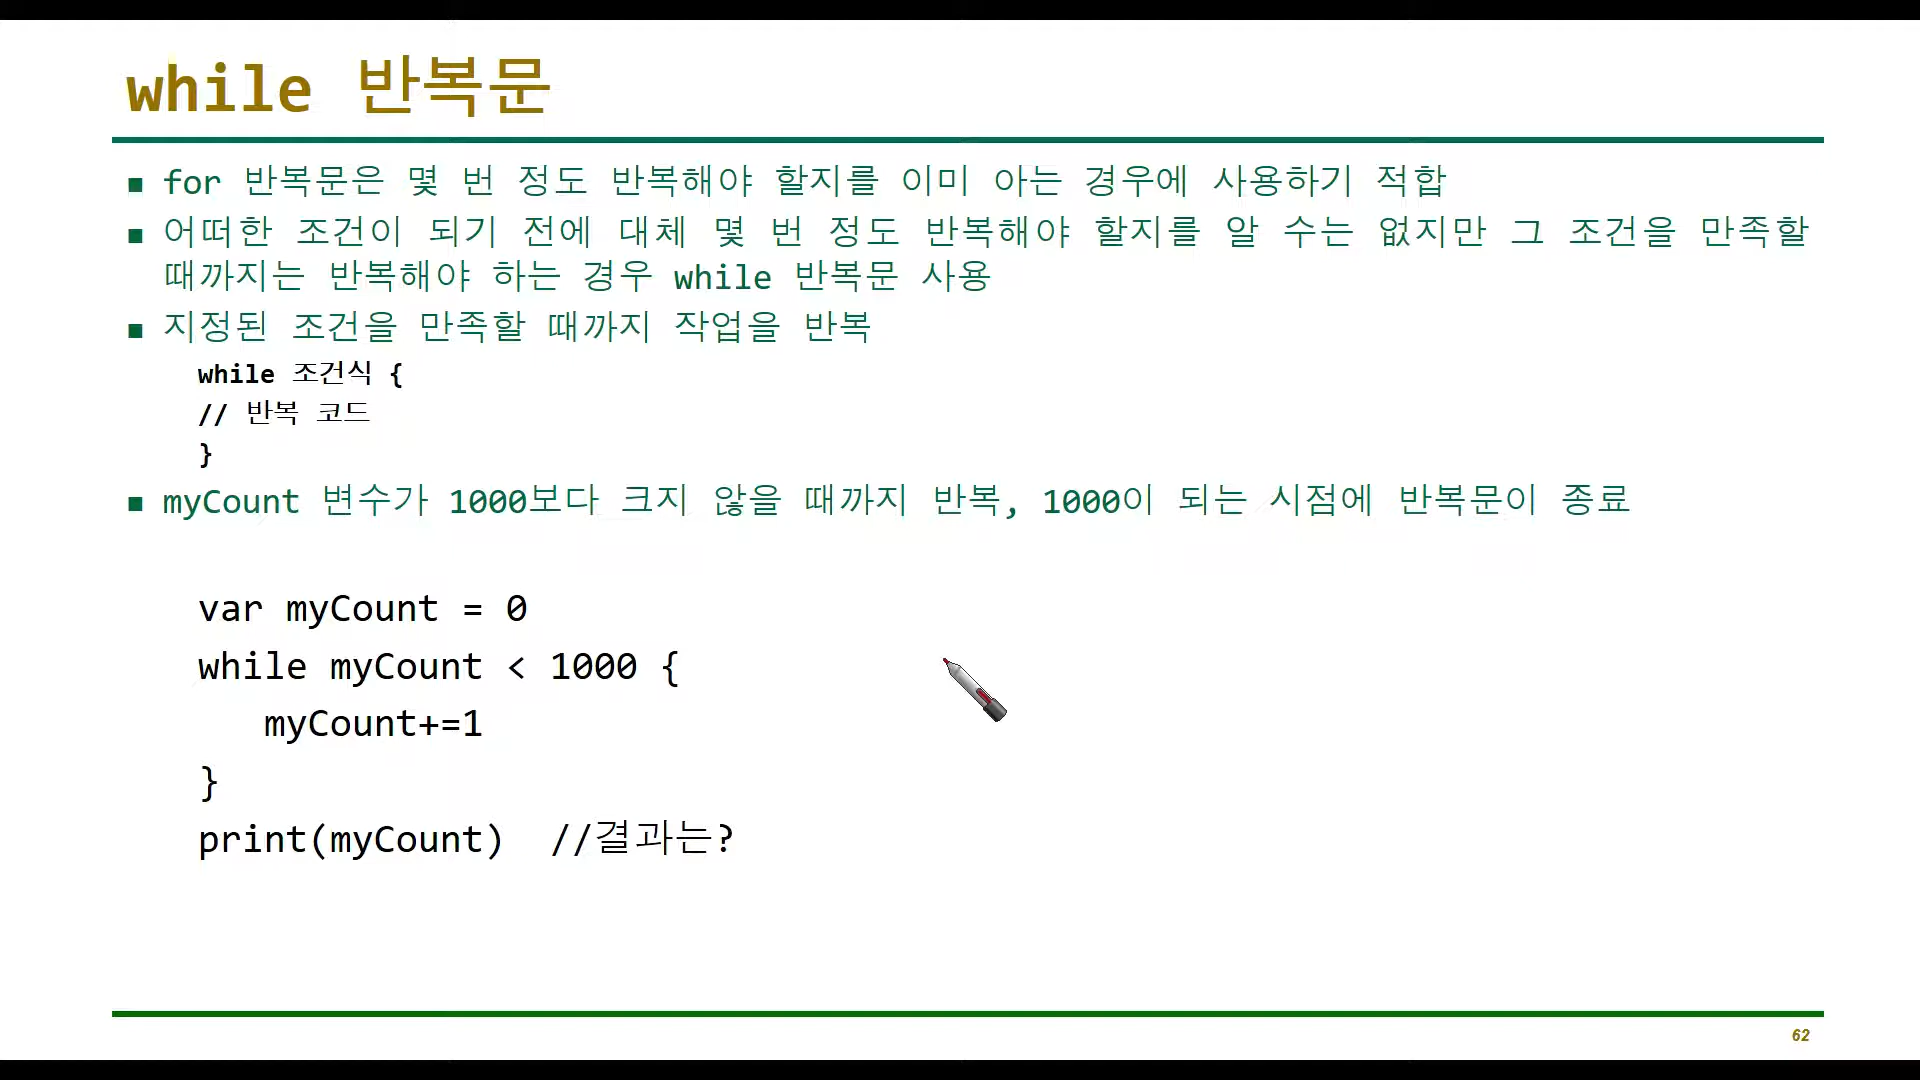 while 반복문
■ for 반복문은 몇 번 정도 반복해야 할지를 이미 아는 경우에 사용하기 적합
■ 어떠한 조건이 되기 전에 대체 몇 번 정도 반복해야 할지를 알 수는 없지만 그 조건을 만족할
때까지는 반복해야 하는 경우 while 반복문 사용
■ 지정된 조건을 만족할 때까지 작업을 반복
while 조건식 {
// 반복 코드
}
■ myCount 변수가 1000보다 크지 않을 때까지 반복, 1000이 되는 시점에 반복문이 종료
var myCount = 0
while myCount < 1000 {
myCount+=1
}
print(myCount) //결과는?
62